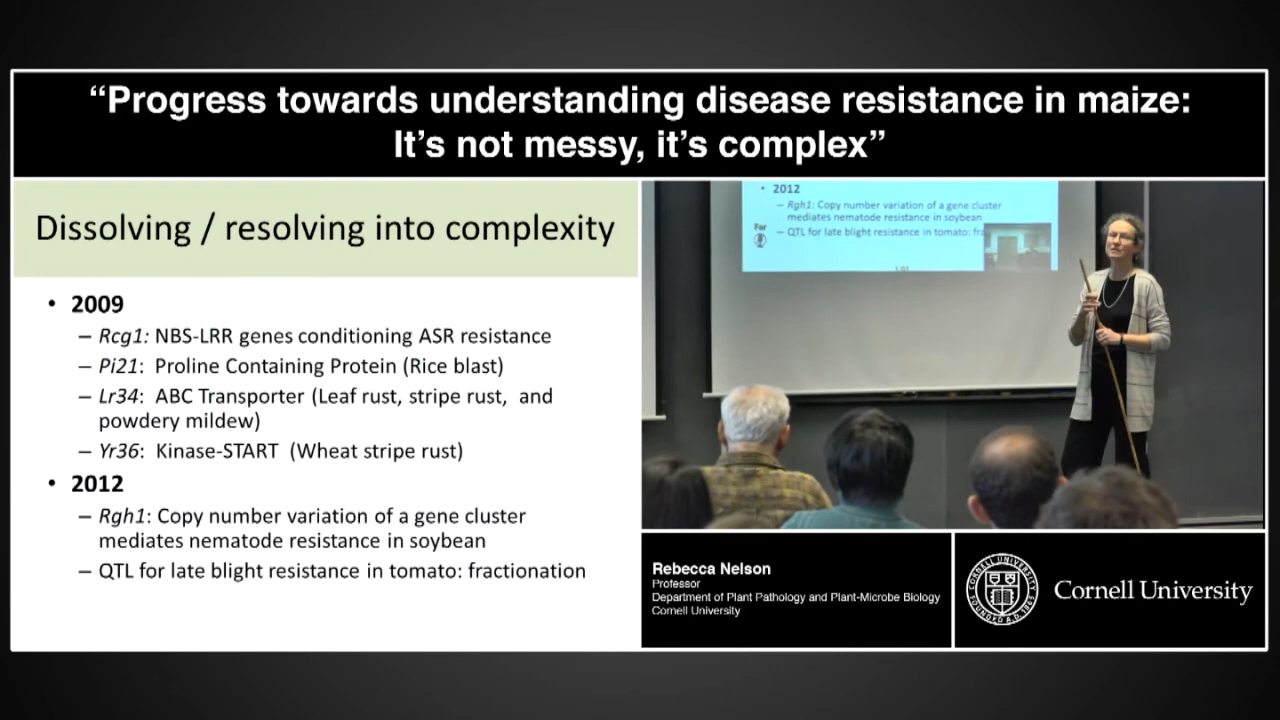 “Progress towards understanding disease resistance in maize:
It’s not messy, it’s complex”
Dissolving / resolving into complexity
• 2009
– Rcg1: NBS-LRR genes conditioning ASR resistance
– Pi21: Proline Containing Protein (Rice blast)
– Lr34: ABC Transporter (Leaf rust, stripe rust, and
powdery mildew)
– Yr36: Kinase-START (Wheat stripe rust)
• 2012
– Rgh1: Copy number variation of a gene cluster
mediates nematode resistance in soybean
– QTL for late blight resistance in tomato: fractionation
• 2012
– Rgh1: Copy number variation of a gene cluster
mediates nematode resistance in soybean
– QTL for late blight resistance in tomato:
For
Rebecca Nelson
Professor
Department of Plant Pathology and Plant-Microbe Biology
Cornell University
CORNELL UNIVERSITY
FOUNDED A.D. 1865
Cornell University